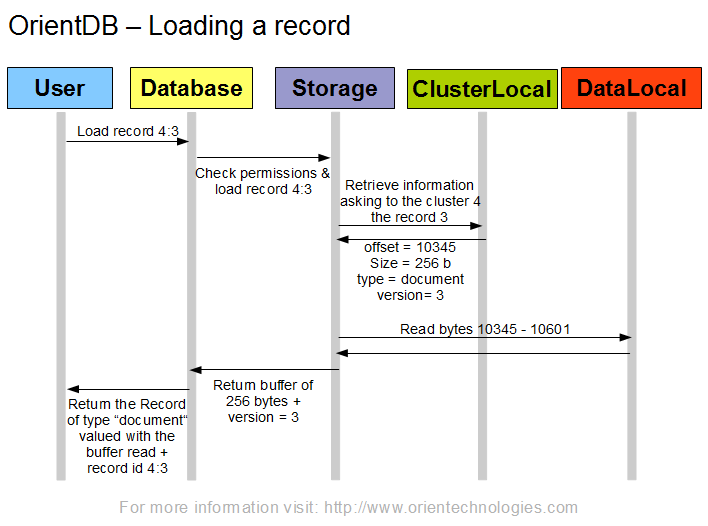 OrientDB – Loading a record
User
Database
Storage
ClusterLocal
DataLocal
Load record 4:3
Check permissions &
load record 4:3
Retrieve information
asking to the cluster 4
the record 3
offset = 10345
Size = 256 b
type = document
version= 3
Read bytes 10345 - 10601
Return buffer of
256 bytes +
version = 3
Return the Record
of type “document“
valued with the
buffer read +
record id 4:3
For more information visit: http://www.orientechnologies.com